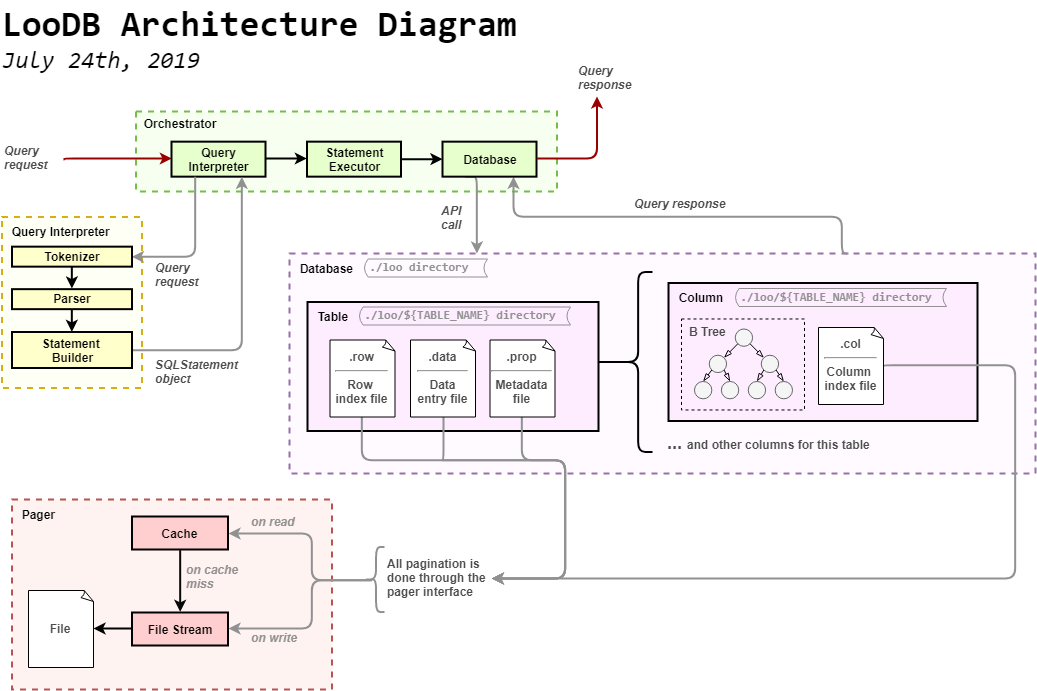 LooDB Architecture Diagram
July 24th, 2019
Query
response
Orchestrator
Query
request
Query
Interpreter
Statement
Executor
Database
API
call
Query response
Query Interpreter
Tokenizer
Parser
Statement
Builder
Query
request
SQLStatement
object
Database
./loo directory
Table
./loo/${TABLE_NAME} directory
.row
Row
index file
.data
Data
entry file
.prop
Metadata
file
Column
./loo/${TABLE_NAME} directory
B Tree
.col
Column
index file
... and other columns for this table
Pager
Cache
on read
on cache
miss
File
File Stream
on write
All pagination is
done through the
pager interface